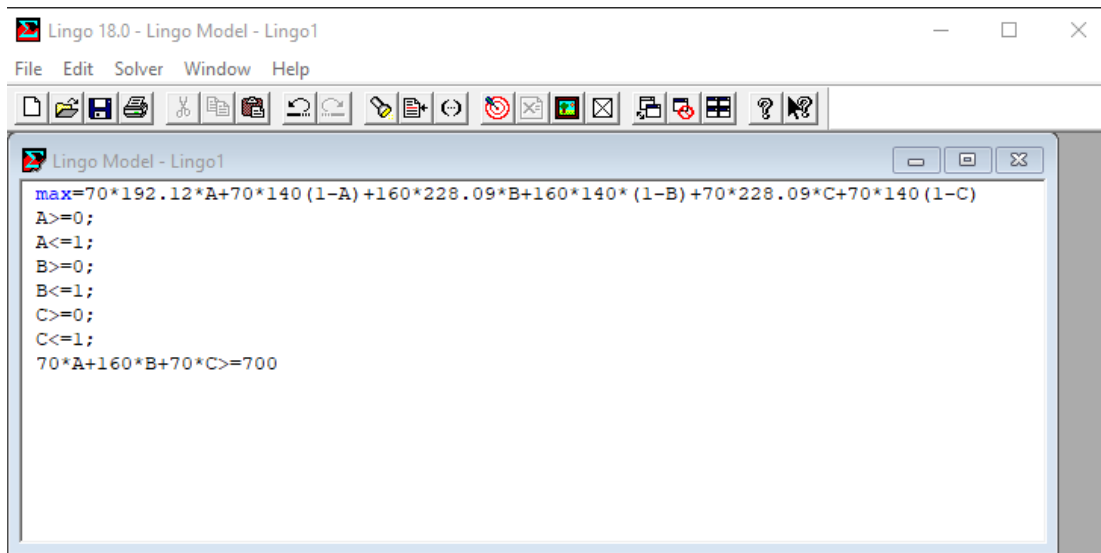 Lingo 18.0 - Lingo Model - Lingo1
File Edit Solver Window Help
Lingo Model - Lingo1
max=70*192.12*A+70*140(1-A)+160*228.09*B+160*140*(1-B)+70*228.09*C+70*140(1-C)
A>=0;
A<=1;
B>=0;
B<=1;
C>=0;
C<=1;
70*A+160*B+70*C>=700